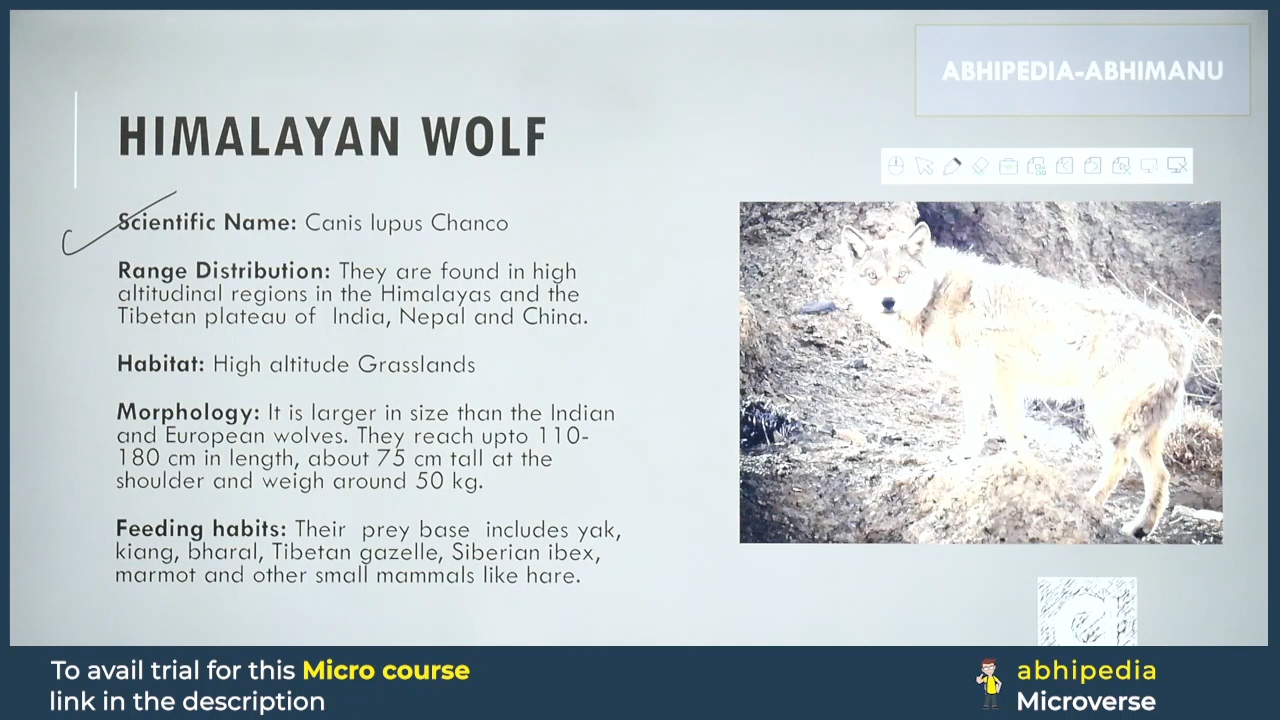 ABHIPEDIA-ABHIMANU
HIMALAYAN WOLF
Scientific Name: Canis lupus Chanco
Range Distribution: They are found in high
altitudinal regions in the Himalayas and the
Tibetan plateau of India, Nepal and China.
Habitat: High altitude Grasslands
Morphology: It is larger in size than the Indian
and European wolves. They reach upto 110-
180 cm in length, about 75 cm tall at the
shoulder and weigh around 50 kg.
Feeding habits: Their prey base includes yak,
kiang, bharal, Tibetan gazelle, Siberian ibex,
marmot and other small mammals like hare.
To avail trial for this Micro course
link in the description
abhipedia
Microverse